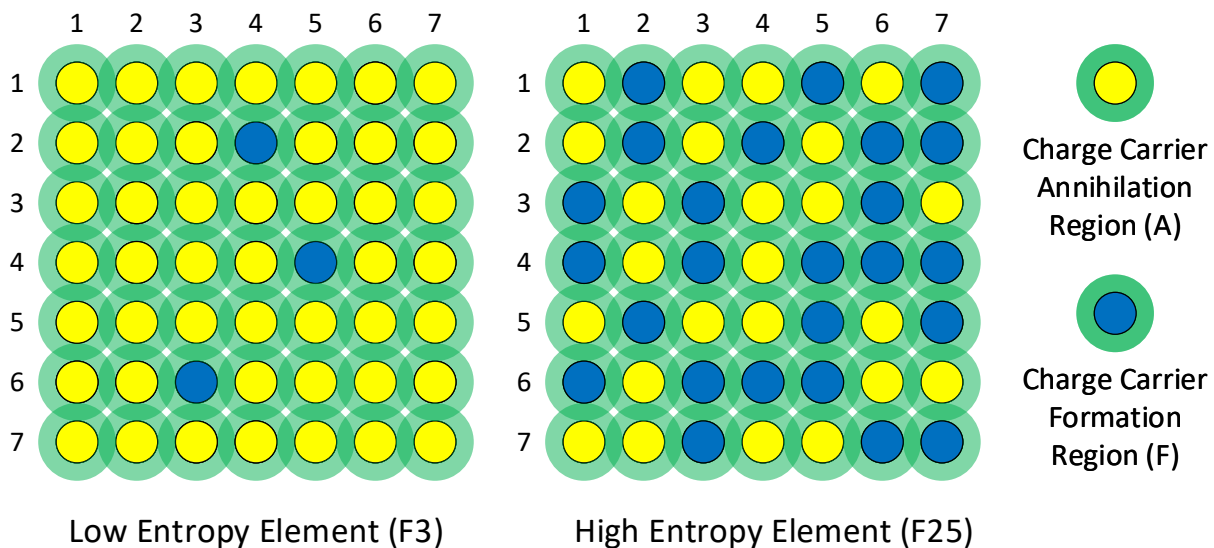 1 2 3 4 5 6 7
1
2
3
4
5
6
7
Low Entropy Element (F3)
1 2 3 4 5 6 7
1
2
3
4
5
6
7
High Entropy Element (F25)
Charge Carrier
Annihilation
Region (A)
Charge Carrier
Formation
Region (F)